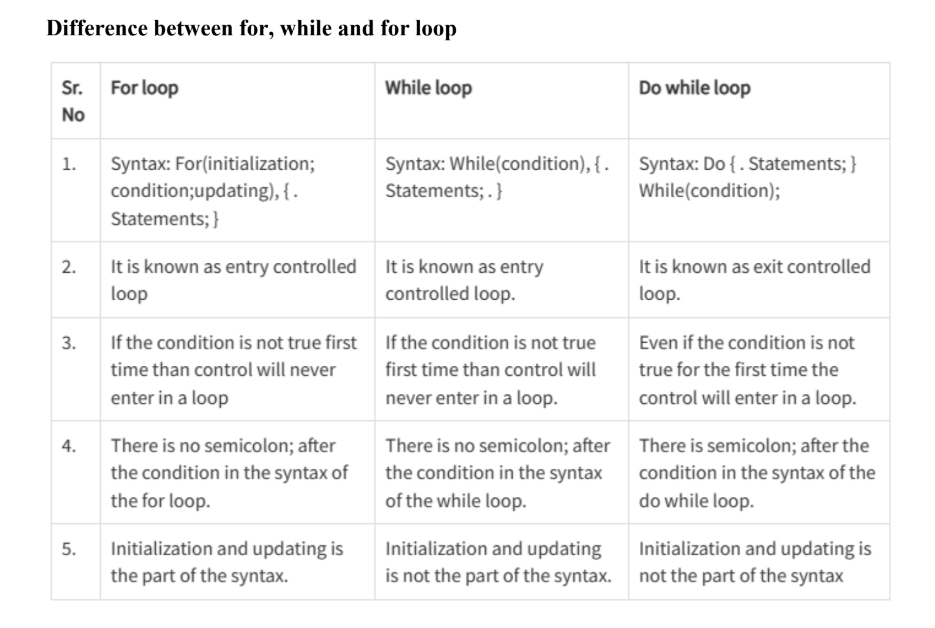 Difference between for, while and for loop
Sr.
No
For loop
While loop
Do while loop
1.
Syntax: For(initialization;
condition;updating), { .
Statements; }
Syntax: While(condition), { .
Statements; . }
Syntax: Do { . Statements; }
While(condition);
2.
It is known as entry controlled
loop
It is known as entry
controlled loop.
It is known as exit controlled
loop.
3.
If the condition is not true first
time than control will never
enter in a loop
If the condition is not true
first time than control will
never enter in a loop.
Even if the condition is not
true for the first time the
control will enter in a loop.
4.
There is no semicolon; after
the condition in the syntax of
the for loop.
There is no semicolon; after
the condition in the syntax
of the while loop.
There is semicolon; after the
condition in the syntax of the
do while loop.
5.
Initialization and updating is
the part of the syntax.
Initialization and updating
is not the part of the syntax.
Initialization and updating is
not the part of the syntax